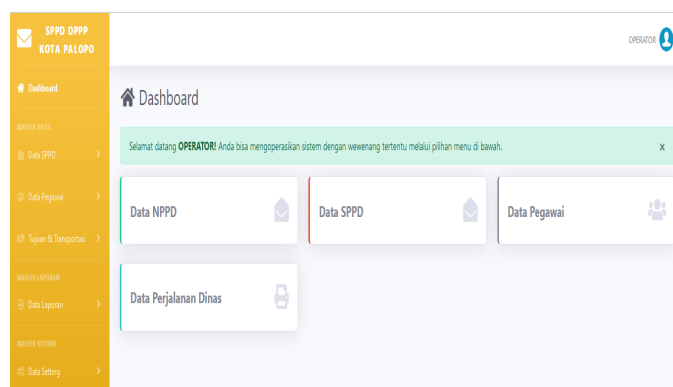 SPPD DPPP
KOTA PALOPO
OPERATOR
Dashboard
Dashboard
MASTER DATA
Data SPPD
Data Pegawai
Tujuan & Transportasi
MASTER LAPORAN
Data Laporan
MASTER SETTING
Data Setting
Selamat datang OPERATOR! Anda bisa mengoperasikan sistem dengan wewenang tertentu melalui pilihan menu di bawah. x
Data NPPD
Data SPPD
Data Pegawai
Data Perjalanan Dinas